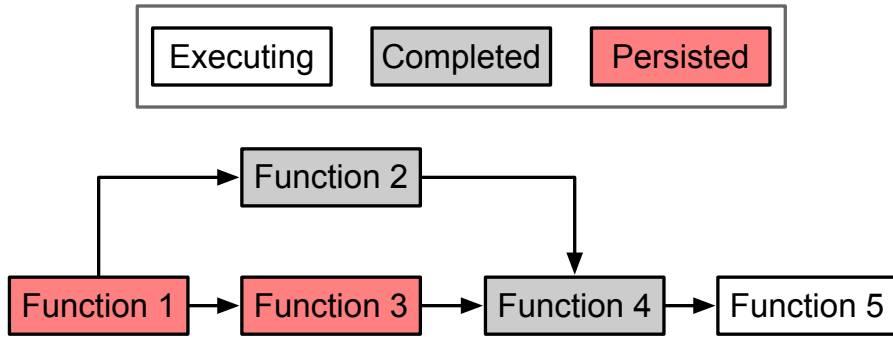 Executing Completed Persisted
Function 2
Function 1 Function 3 Function 4 Function 5